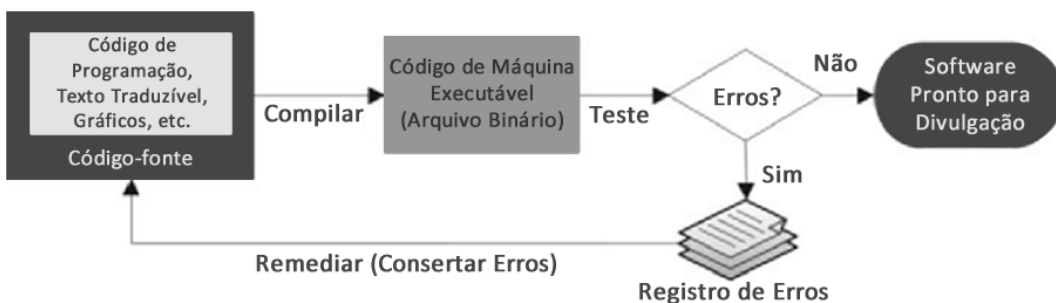 Código de
Programação,
Texto Traduzível,
Gráficos, etc.
Código-fonte
Compilar
Código de Máquina
Executável
(Arquivo Binário)
Teste
Erros?
Não
Software
Pronto para
Divulgação
Sim
Remediar (Consertar Erros)
Registro de Erros